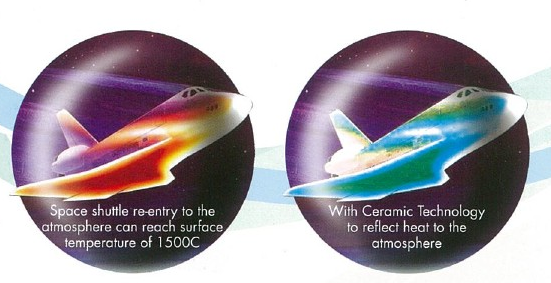 Space shuttle re-entry to the
atmosphere can reach surface
temperature of 1500C
With Ceramic Technology
to reflect heat to the
atmosphere